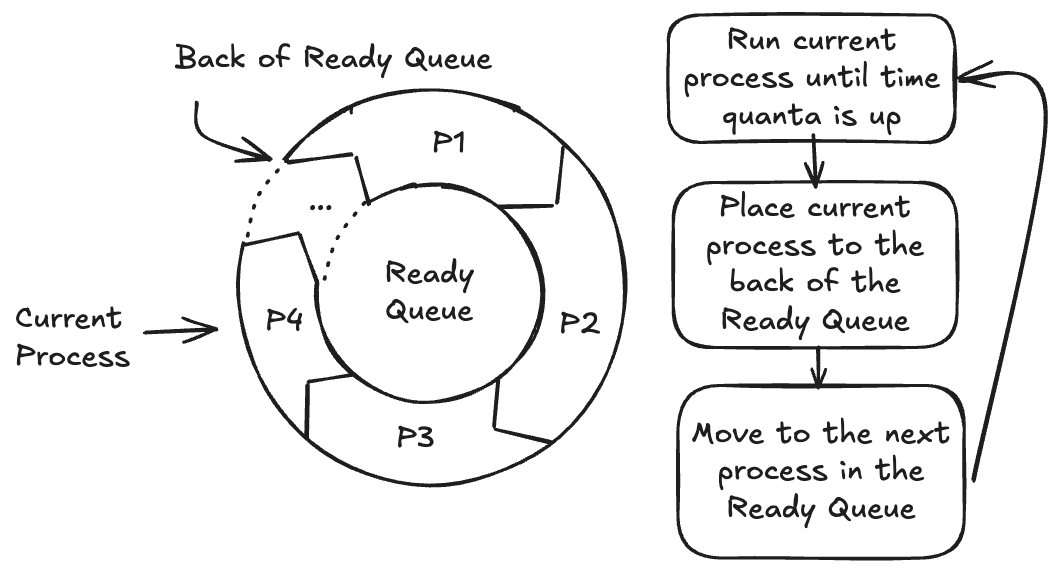 Back of Ready Queue
P1
...
Ready
Queue
P4
P2
P3
Current
Process
Run current
process until time
quanta is up
Place current
process to the
back of the
Ready Queue
Move to the next
process in the
Ready Queue